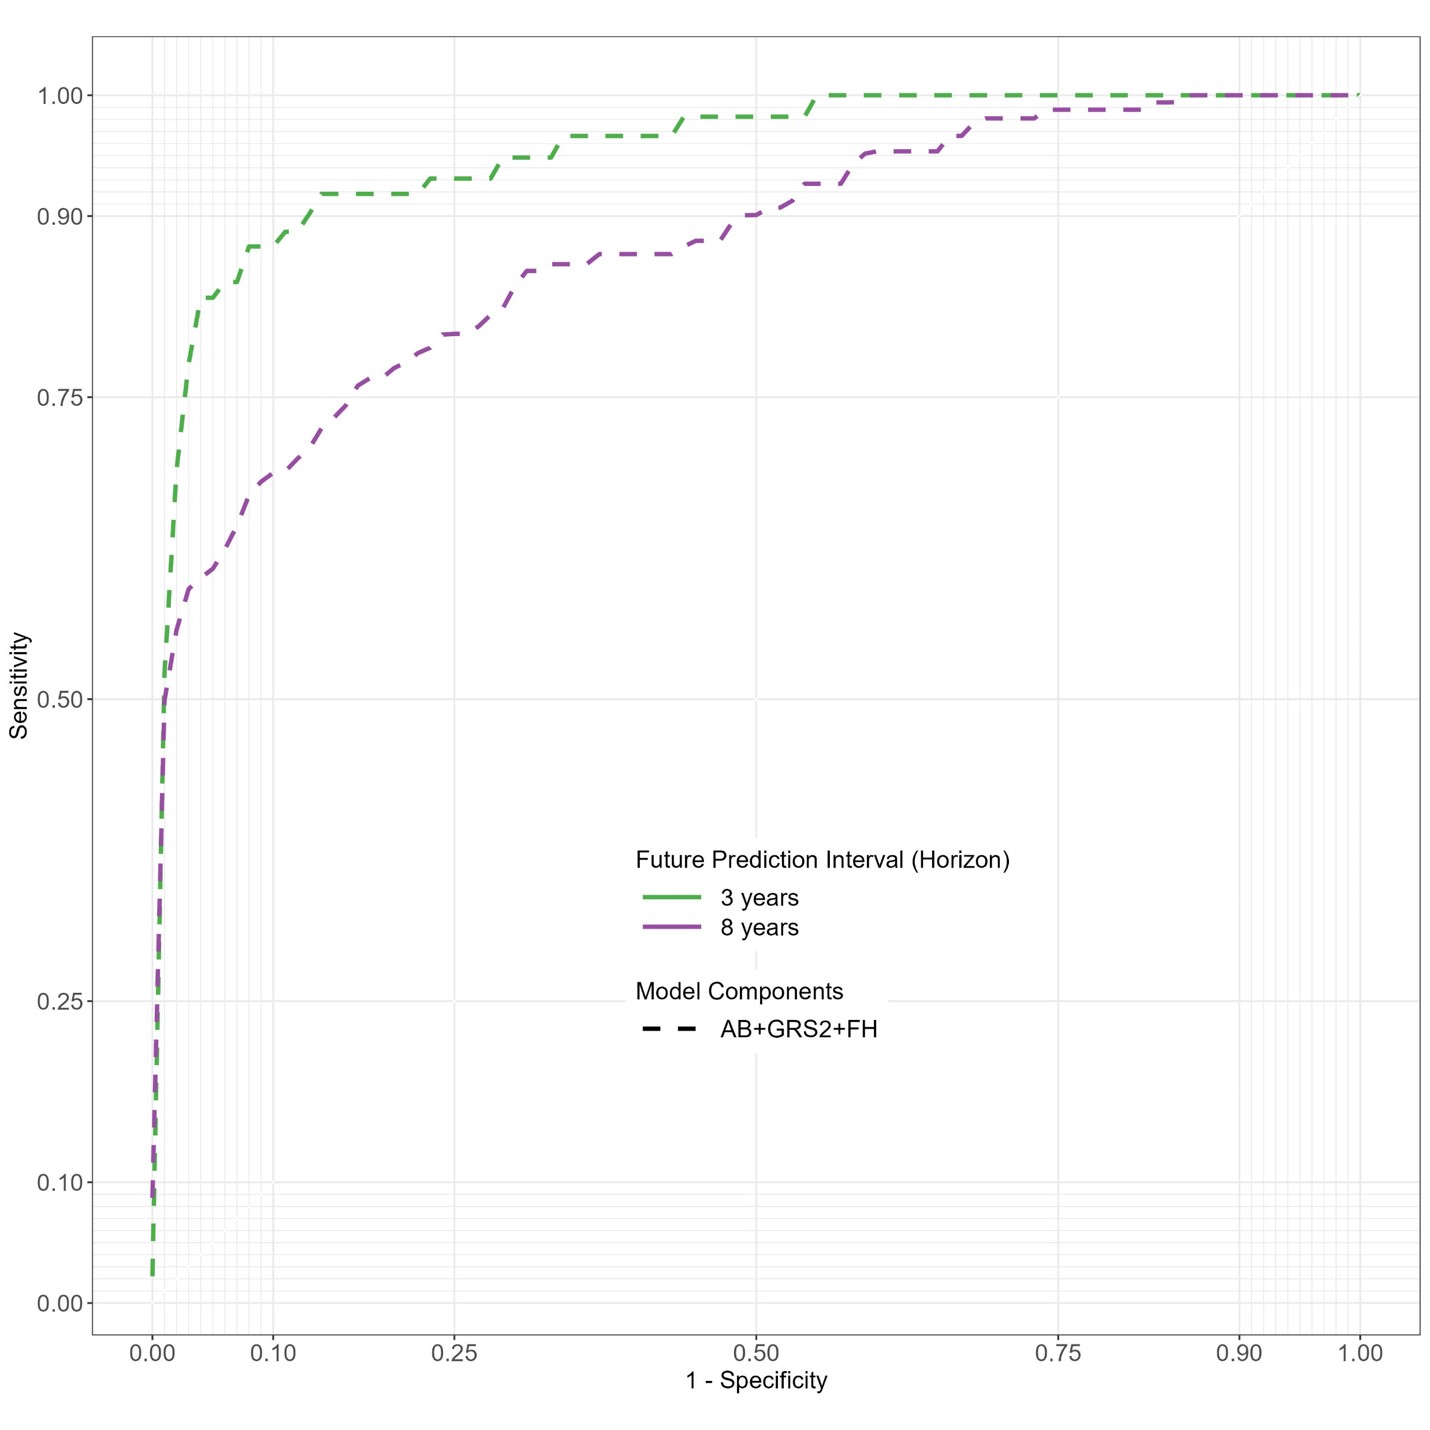 1.00
0.90
0.75
0.50
0.25
0.10
0.00
Sensitivity
Future Prediction Interval (Horizon)
3 years
8 years
Model Components
AB+GRS2+FH
0.00 0.10 0.25 0.50 0.75 0.90 1.00
1 - Specificity